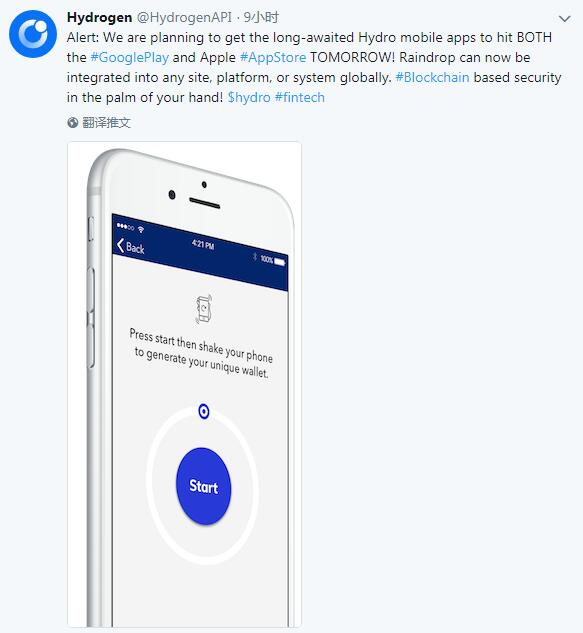 Hydrogen @HydrogenAPI · 9小时
Alert: We are planning to get the long-awaited Hydro mobile apps to hit BOTH
the #GooglePlay and Apple #AppStore TOMORROW! Raindrop can now be
integrated into any site, platform, or system globally. #Blockchain based security
in the palm of your hand! $hydro #fintech
翻译推文
4:21 PM
100%
Back
Press start then shake your phone
to generate your unique wallet.
Start